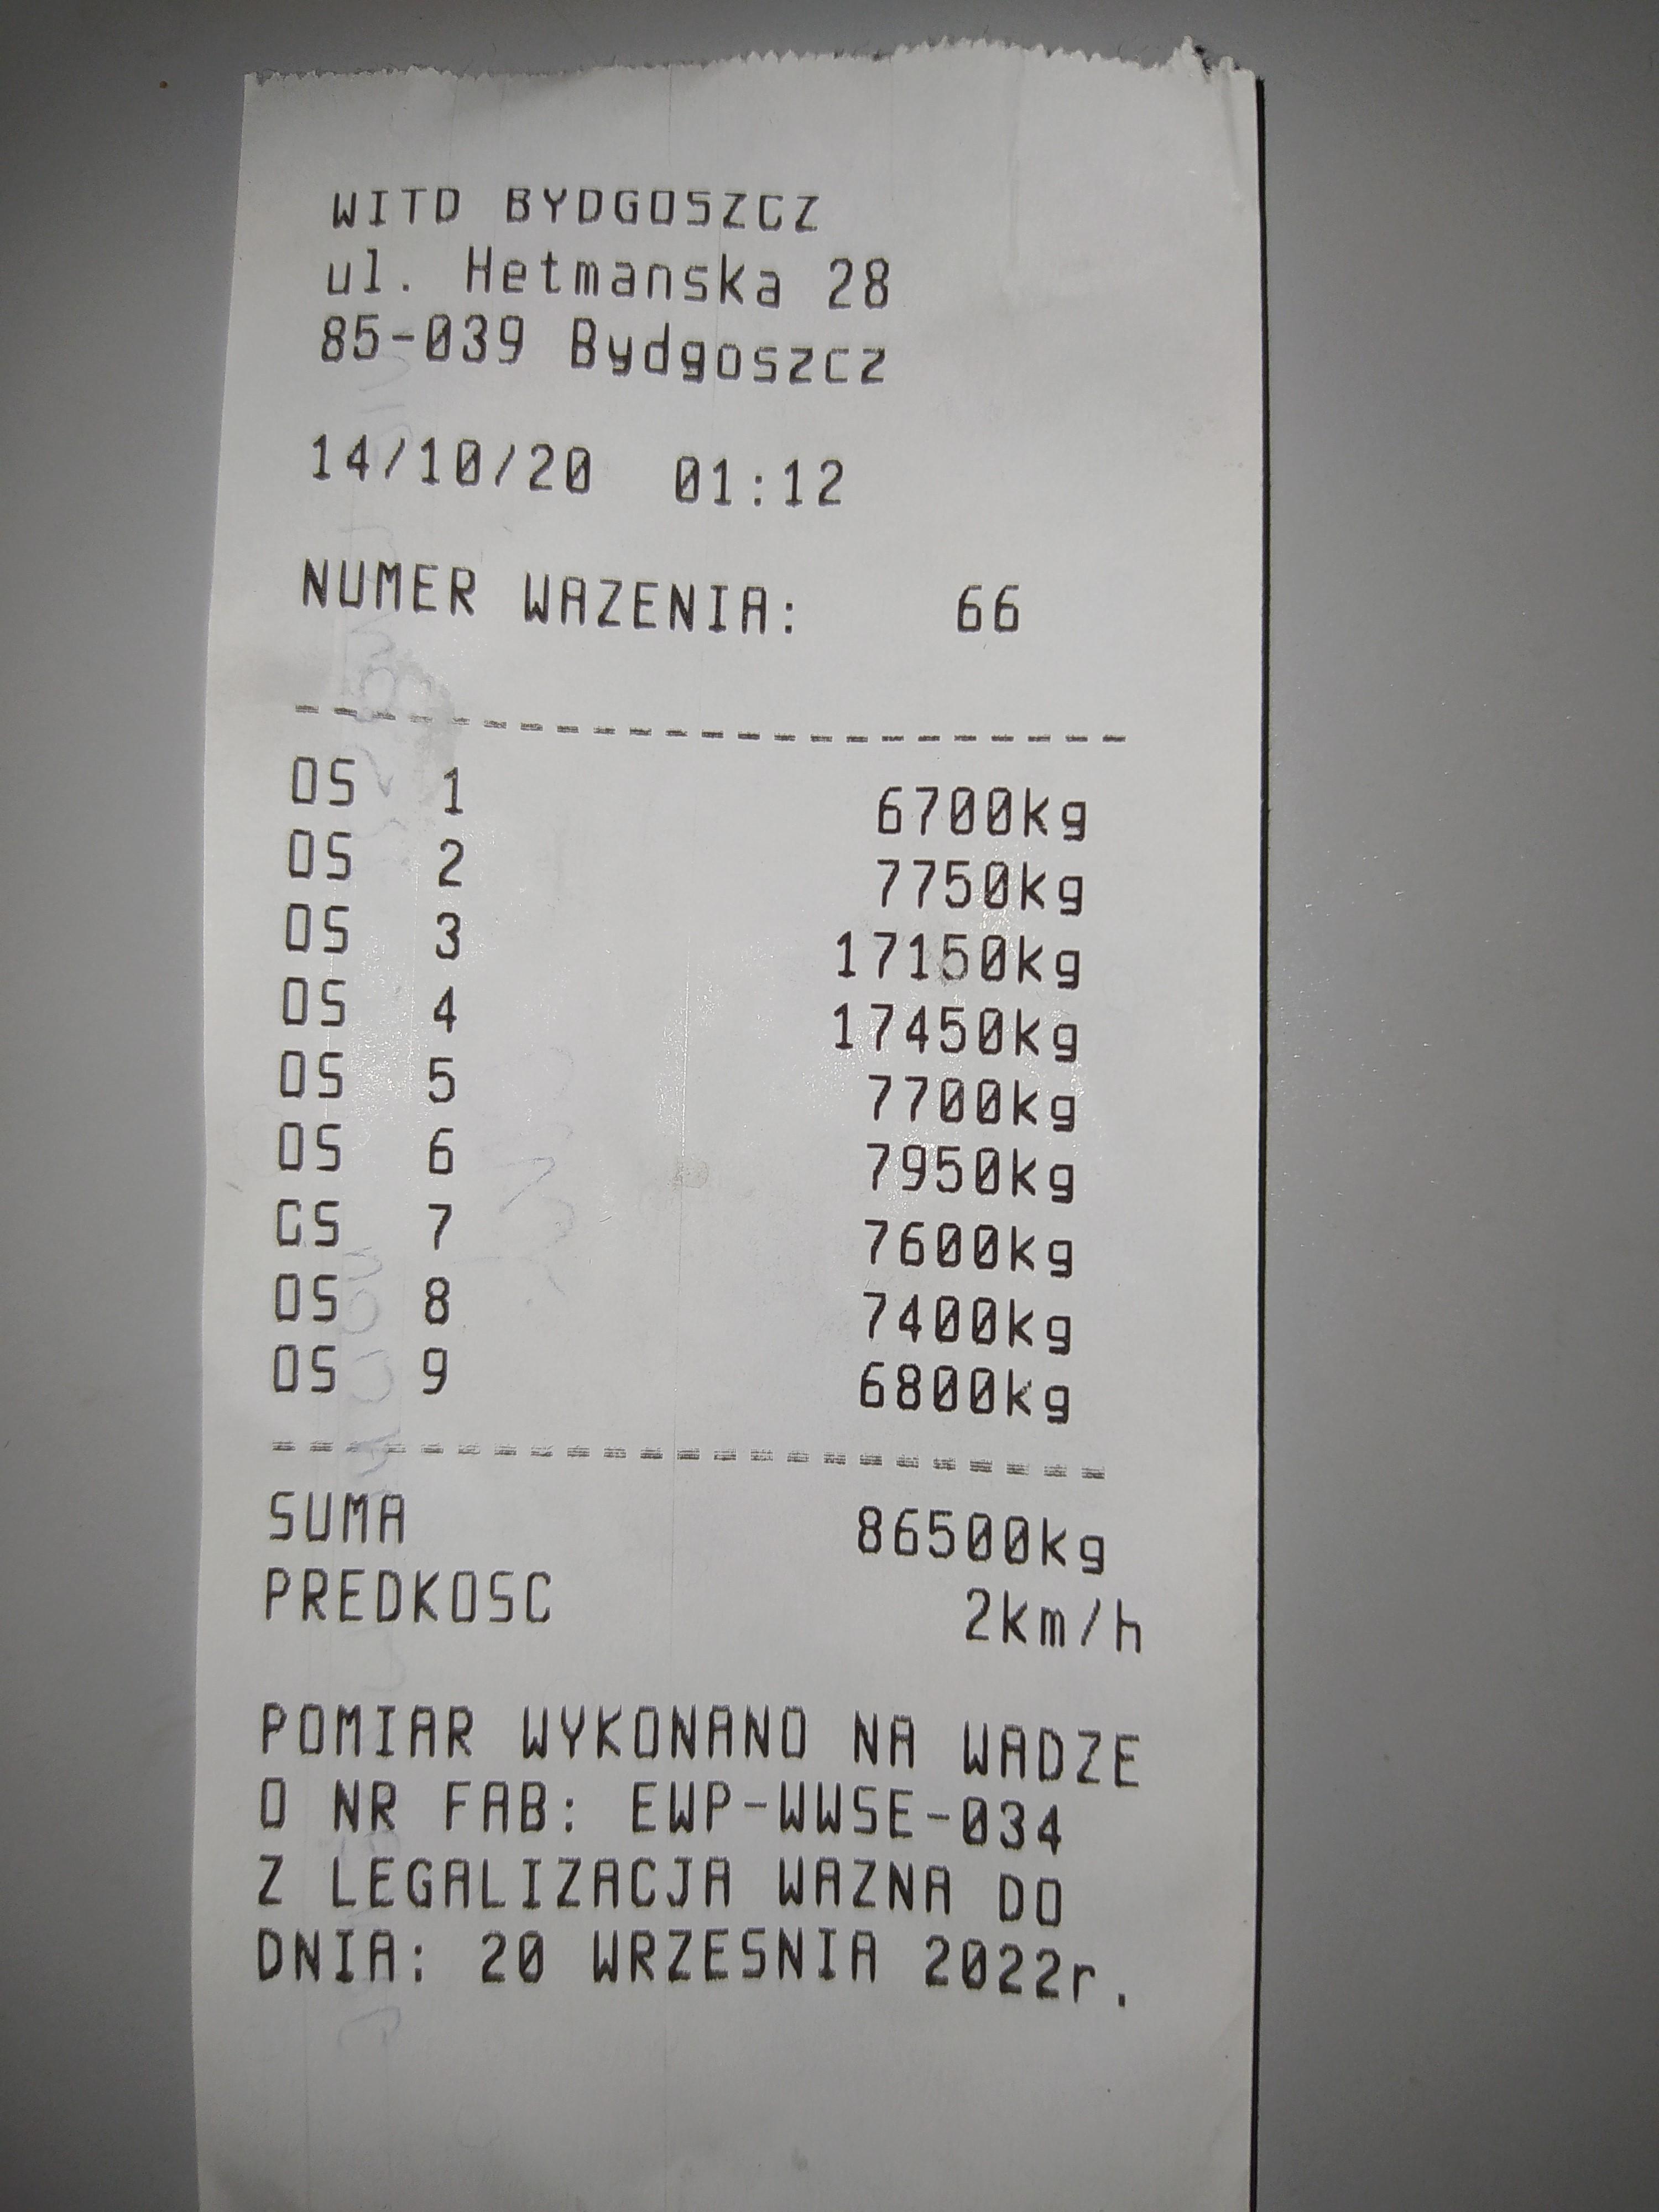 WITD BYDGOSZCZ
ul. Hetmanska 28
85-039 Bydgoszcz
14/10/20 01:12
NUMER WAZENIA: 66
--------------------
OS 1 6700kg
OS 2 7750kg
OS 3 17150kg
OS 4 17450kg
OS 5 7700kg
OS 6 7950kg
OS 7 7600kg
OS 8 7400kg
OS 9 6800kg
====================
SUMA 86500kg
PREDKOSC 2km/h
POMIAR WYKONANO NA WADZE
O NR FAB: EWP-WWSE-034
Z LEGALIZACJA WAZNA DO
DNIA: 20 WRZESNIA 2022r.